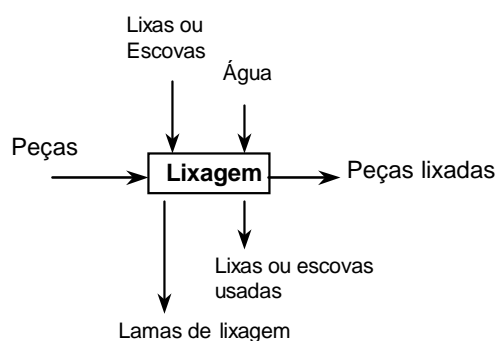 Lixas ou
Escovas
Água
Peças
Lixagem
Peças lixadas
Lixas ou escovas
usadas
Lamas de lixagem